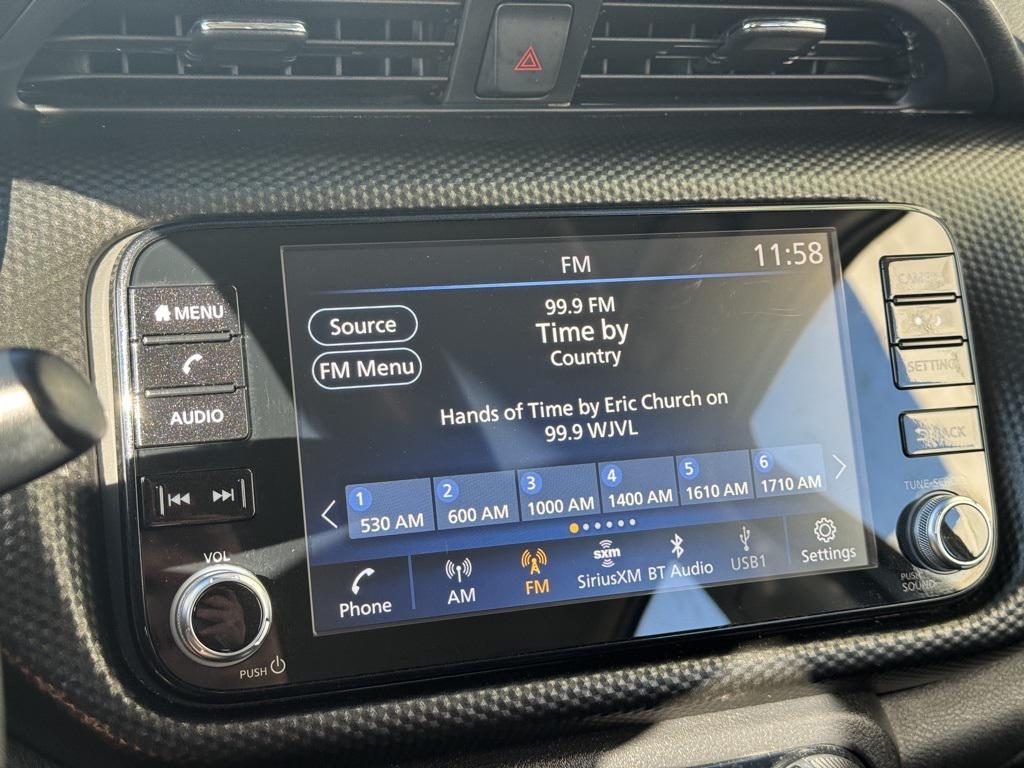 FM
11:58
Source
FM Menu
99.9 FM
Time by
Country
Hands of Time by Eric Church on
99.9 WJVL
1 530 AM
2 600 AM
3 1000 AM
4 1400 AM
5 1610 AM
6 1710 AM
Phone
AM
FM
sxm
SiriusXM
BT Audio
USB1
Settings
MENU
AUDIO
VOL
PUSH
CAMERA
SETTING
BACK
PUSH
SOUND